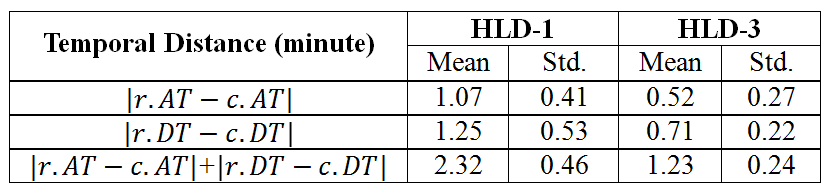 Temporal Distance (minute) HLD-1 HLD-3
Mean Std. Mean Std.
|r.AT − c.AT| 1.07 0.41 0.52 0.27
|r.DT − c.DT| 1.25 0.53 0.71 0.22
|r.AT − c.AT|+|r.DT − c.DT| 2.32 0.46 1.23 0.24